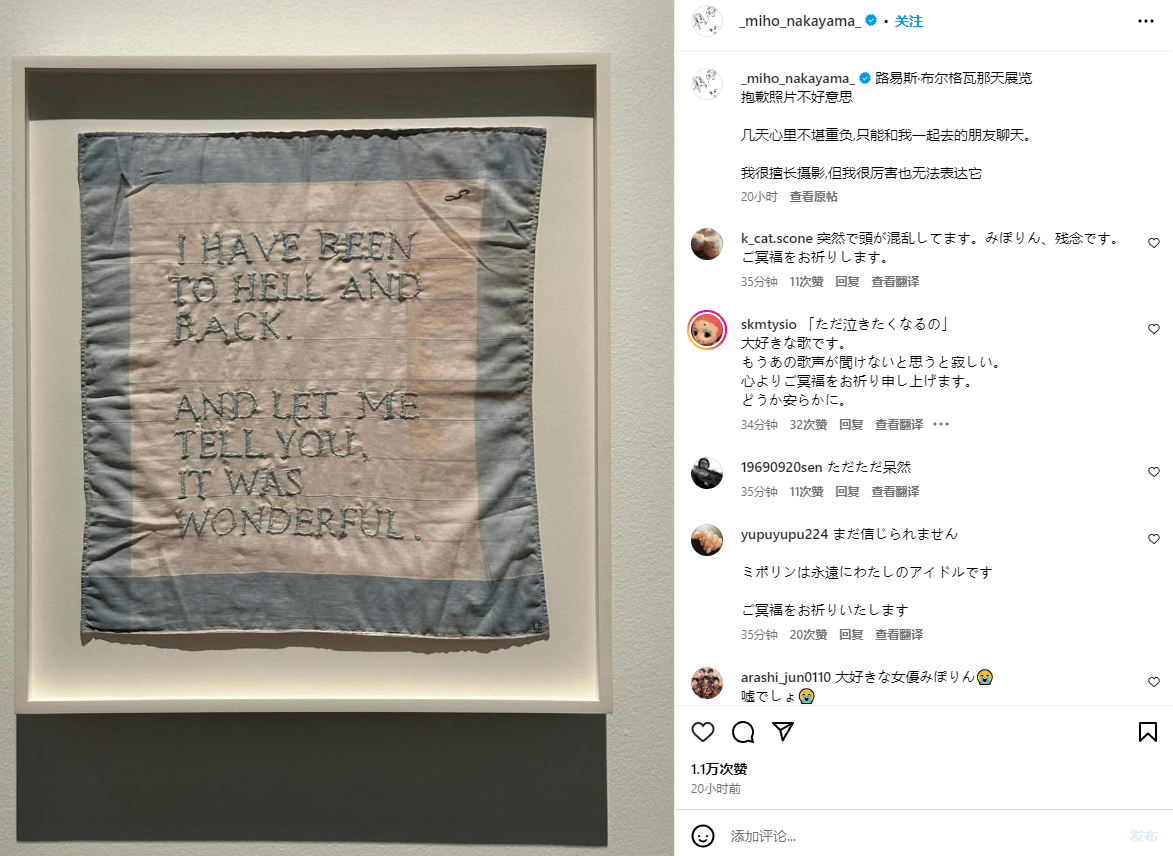 I HAVE BEEN
TO HELL AND
BACK.
AND LET ME
TELL YOU,
IT WAS
WONDERFUL.
_miho_nakayama_ • 关注
_miho_nakayama_ 路易斯·布尔格瓦那天展览
抱歉照片不好意思
几天心里不堪重负,只能和我一起去的朋友聊天。
我很擅长摄影,但我很厉害也无法表达它
20小时 查看原帖
k_cat.scone 突然で頭が混乱してます。みぽりん、残念です。
ご冥福をお祈りします。
35分钟 11次赞 回复 查看翻译
skmtysio 「ただ泣きたくなるの」
大好きな歌です。
もうあの歌声が聞けないと思うと寂しい。
心よりご冥福をお祈り申し上げます。
どうか安らかに。
34分钟 32次赞 回复 查看翻译
19690920sen ただただ呆然
35分钟 11次赞 回复 查看翻译
yupuyupu224 まだ信じられません
ミポリンは永遠にわたしのアイドルです
ご冥福をお祈りいたします
35分钟 20次赞 回复 查看翻译
arashi_jun0110 大好きな女優みぽりん😭
嘘でしょ😭
1.1万次赞
20小时前
添加评论... 发布